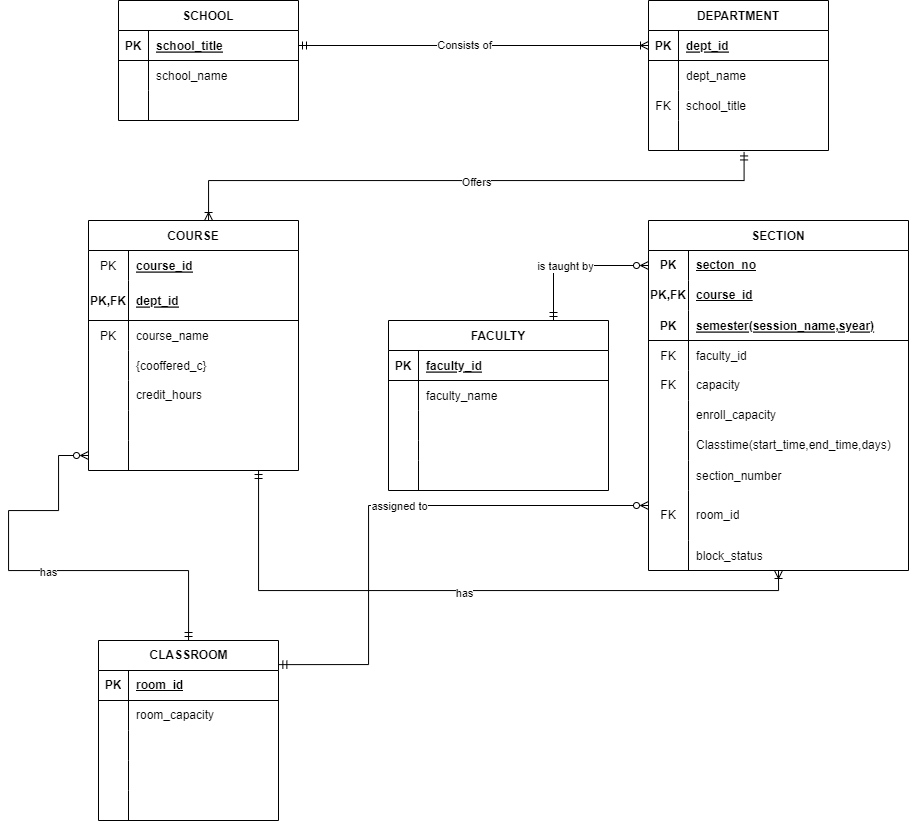 SCHOOL
PK school_title
school_name
Consists of
DEPARTMENT
PK dept_id
dept_name
FK school_title
Offers
COURSE
PK course_id
PK,FK dept_id
PK course_name
{cooffered_c}
credit_hours
is taught by
FACULTY
PK faculty_id
faculty_name
SECTION
PK secton_no
PK,FK course_id
PK semester(session_name,syear)
FK faculty_id
FK capacity
enroll_capacity
Classtime(start_time,end_time,days)
section_number
FK room_id
block_status
assigned to
has
has
CLASSROOM
PK room_id
room_capacity